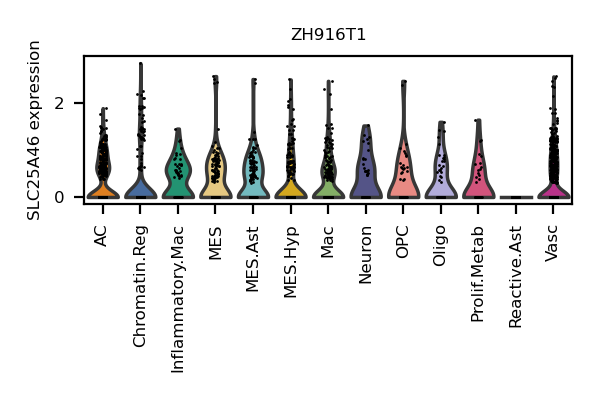 ZH916T1
SLC25A46 expression
2
0
AC
Chromatin.Reg
Inflammatory.Mac
MES
MES.Ast
MES.Hyp
Mac
Neuron
OPC
Oligo
Prolif.Metab
Reactive.Ast
Vasc